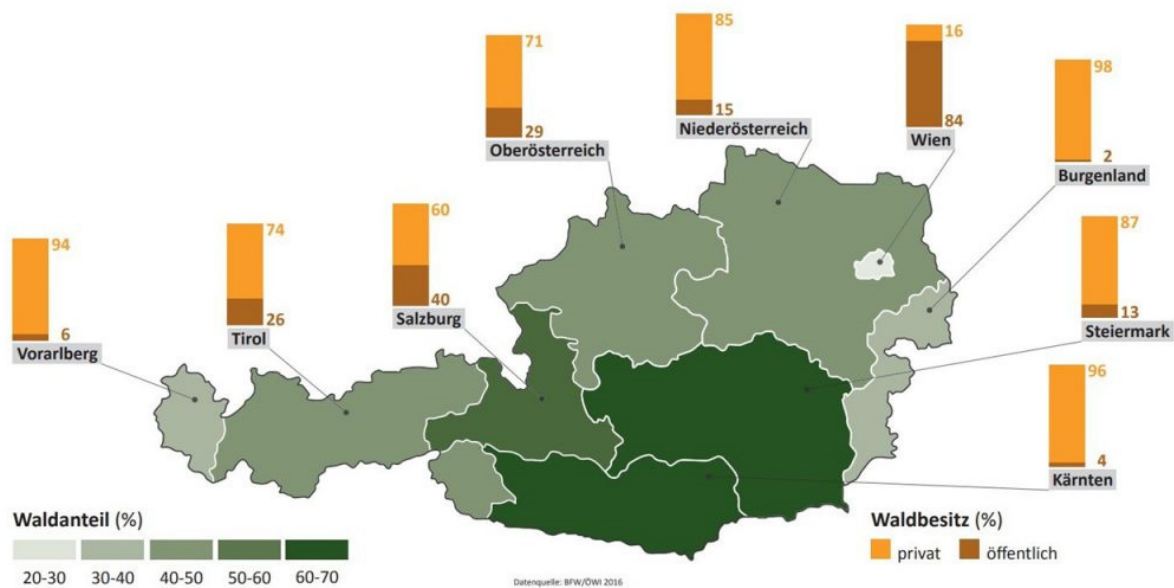 85
16
71
98
15
84
Niederösterreich
Wien
29
2
Oberösterreich
Burgenland
60
87
74
94
40
13
Salzburg
Steiermark
26
Tirol
6
Vorarlberg
96
4
Kärnten
Waldanteil (%)
20-30 30-40 40-50 50-60 60-70
Waldbesitz (%)
privat öffentlich
Datenquelle: BFW/ÖWI 2016